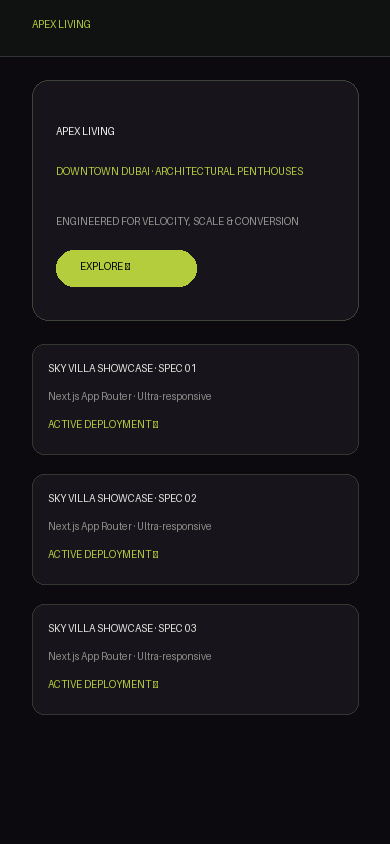 APEX LIVING
APEX LIVING
DOWNTOWN DUBAI · ARCHITECTURAL PENTHOUSES
ENGINEERED FOR VELOCITY, SCALE & CONVERSION
EXPLORE
SKY VILLA SHOWCASE · SPEC 01
Next.js App Router · Ultra-responsive
ACTIVE DEPLOYMENT
SKY VILLA SHOWCASE · SPEC 02
Next.js App Router · Ultra-responsive
ACTIVE DEPLOYMENT
SKY VILLA SHOWCASE · SPEC 03
Next.js App Router · Ultra-responsive
ACTIVE DEPLOYMENT